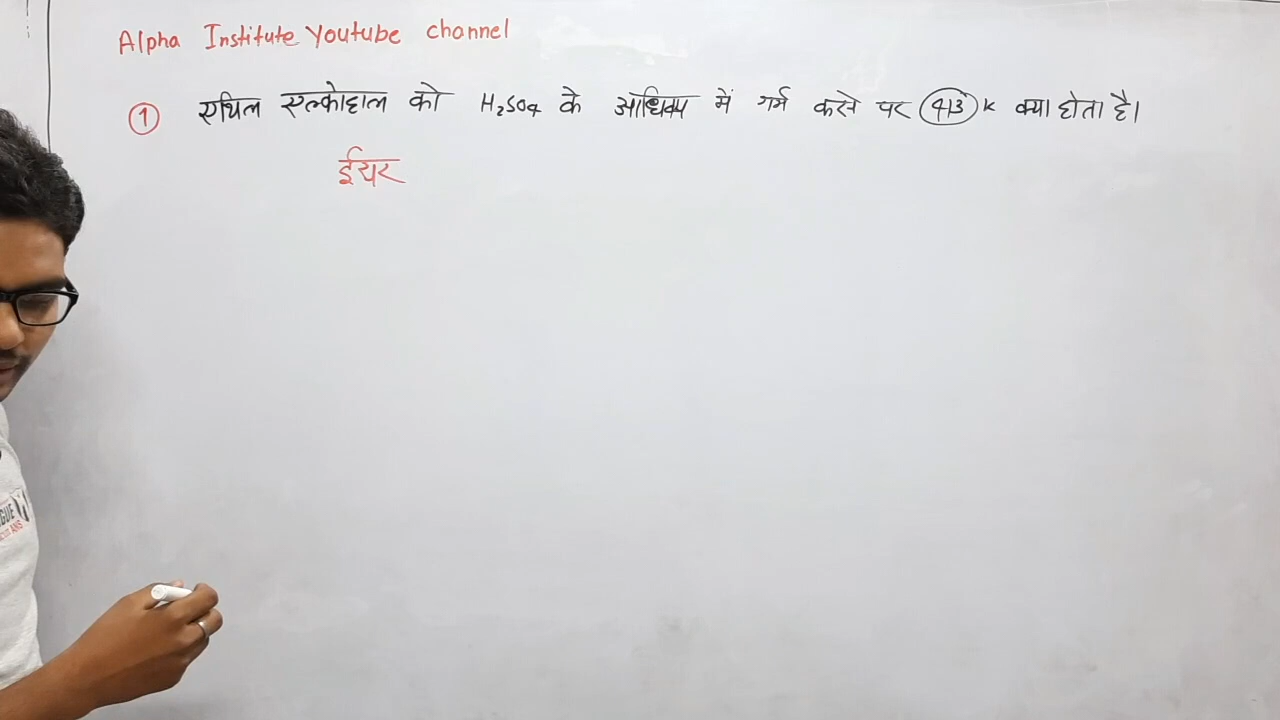 Alpha Institute Youtube channel
① एथिल एल्कोहाल को H₂SO₄ के आधिक्य में गर्म करने पर 413 K क्या होता है।
ईथर